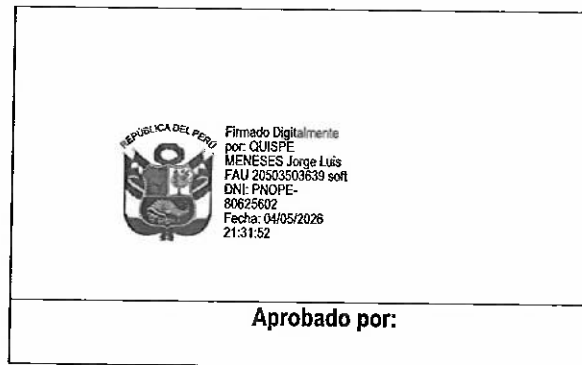 REPÚBLICA DEL PERÚ
Firmado Digitalmente
por: QUISPE
MENESES Jorge Luis
FAU 20503503639 soft
DNI: PNOPE-
80625602
Fecha: 04/05/2026
21:31:52
Aprobado por: